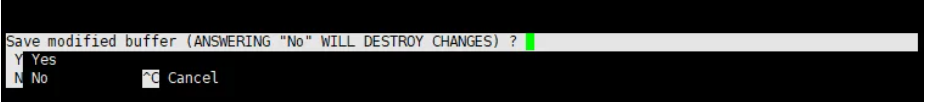 Save modified buffer (ANSWERING "No" WILL DESTROY CHANGES) ?
Y Yes
N No ^C Cancel